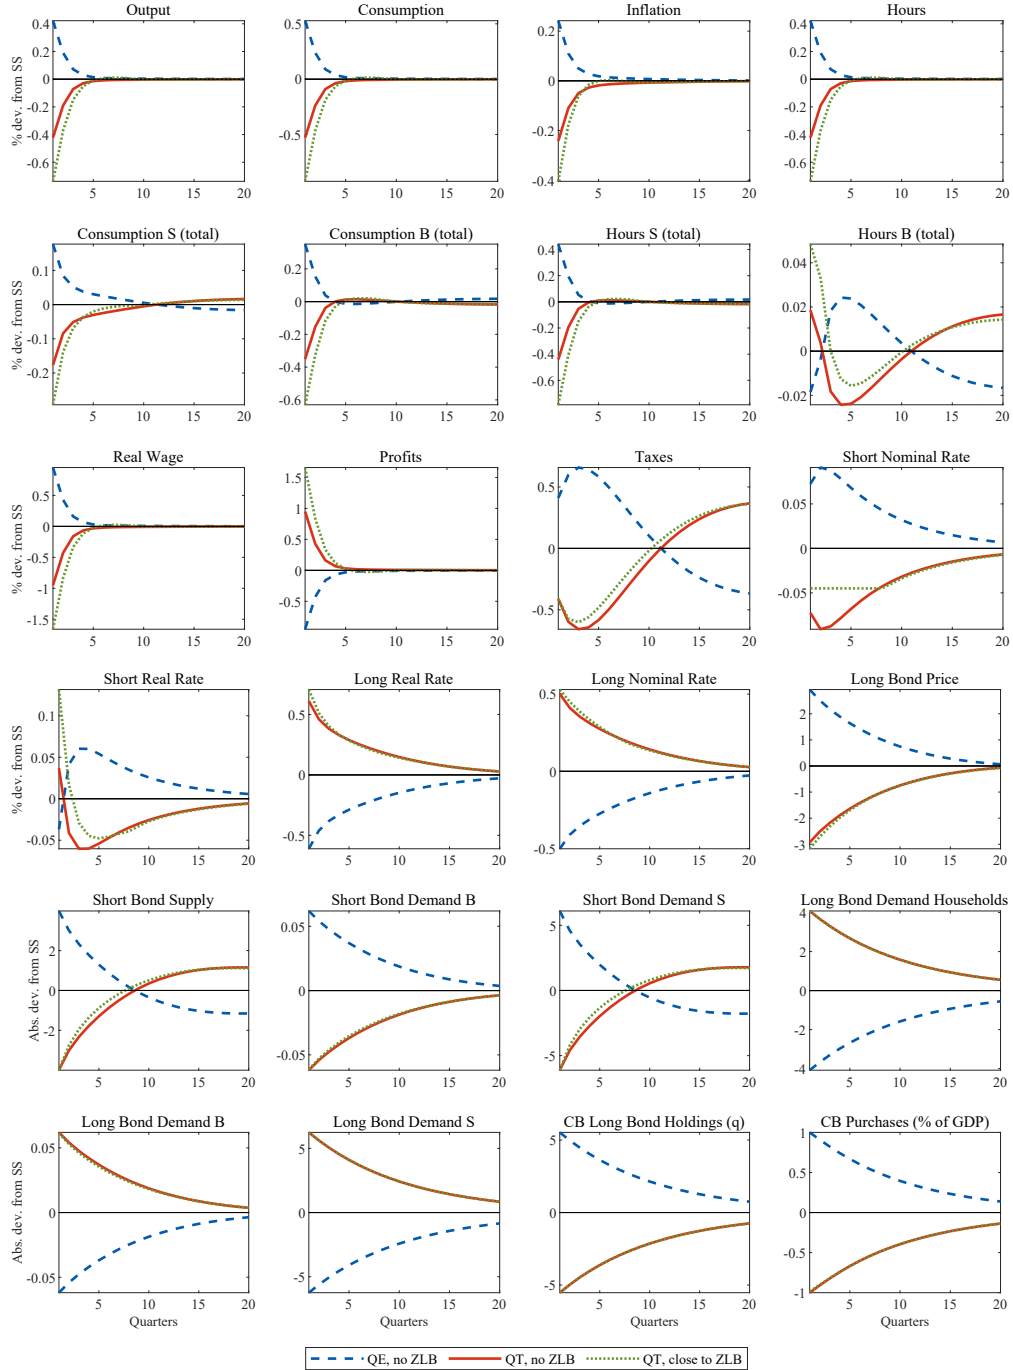 Output Consumption Inflation Hours
% dev. from SS
0.4 0.2 0 -0.2 -0.4 -0.6
5 10 15 20
0.5 0 -0.5
5 10 15 20
0.2 0 -0.2 -0.4
5 10 15 20
0.4 0.2 0 -0.2 -0.4 -0.6
5 10 15 20
Consumption S (total) Consumption B (total) Hours S (total) Hours B (total)
% dev. from SS
0.1 0 -0.1 -0.2
5 10 15 20
0.2 0 -0.2 -0.4 -0.6
5 10 15 20
0.4 0.2 0 -0.2 -0.4 -0.6
5 10 15 20
0.04 0.02 0 -0.02
5 10 15 20
Real Wage Profits Taxes Short Nominal Rate
% dev. from SS
0.5 0 -0.5 -1 -1.5
5 10 15 20
1.5 1 0.5 0 -0.5
5 10 15 20
0.5 0 -0.5
5 10 15 20
0.05 0 -0.05
5 10 15 20
Short Real Rate Long Real Rate Long Nominal Rate Long Bond Price
% dev. from SS
0.1 0.05 0 -0.05
5 10 15 20
0.5 0 -0.5
5 10 15 20
0.5 0 -0.5
5 10 15 20
2 1 0 -1 -2 -3
5 10 15 20
Short Bond Supply Short Bond Demand B Short Bond Demand S Long Bond Demand Households
Abs. dev. from SS
2 0 -2
5 10 15 20
0.05 0 -0.05
5 10 15 20
5 0 -5
5 10 15 20
4 2 0 -2 -4
5 10 15 20
Long Bond Demand B Long Bond Demand S CB Long Bond Holdings (q) CB Purchases (% of GDP)
Abs. dev. from SS
0.05 0 -0.05
5 10 15 20
5 0 -5
5 10 15 20
5 0 -5
5 10 15 20
1 0.5 0 -0.5 -1
5 10 15 20
Quarters Quarters Quarters Quarters
QE, no ZLB QT, no ZLB QT, close to ZLB